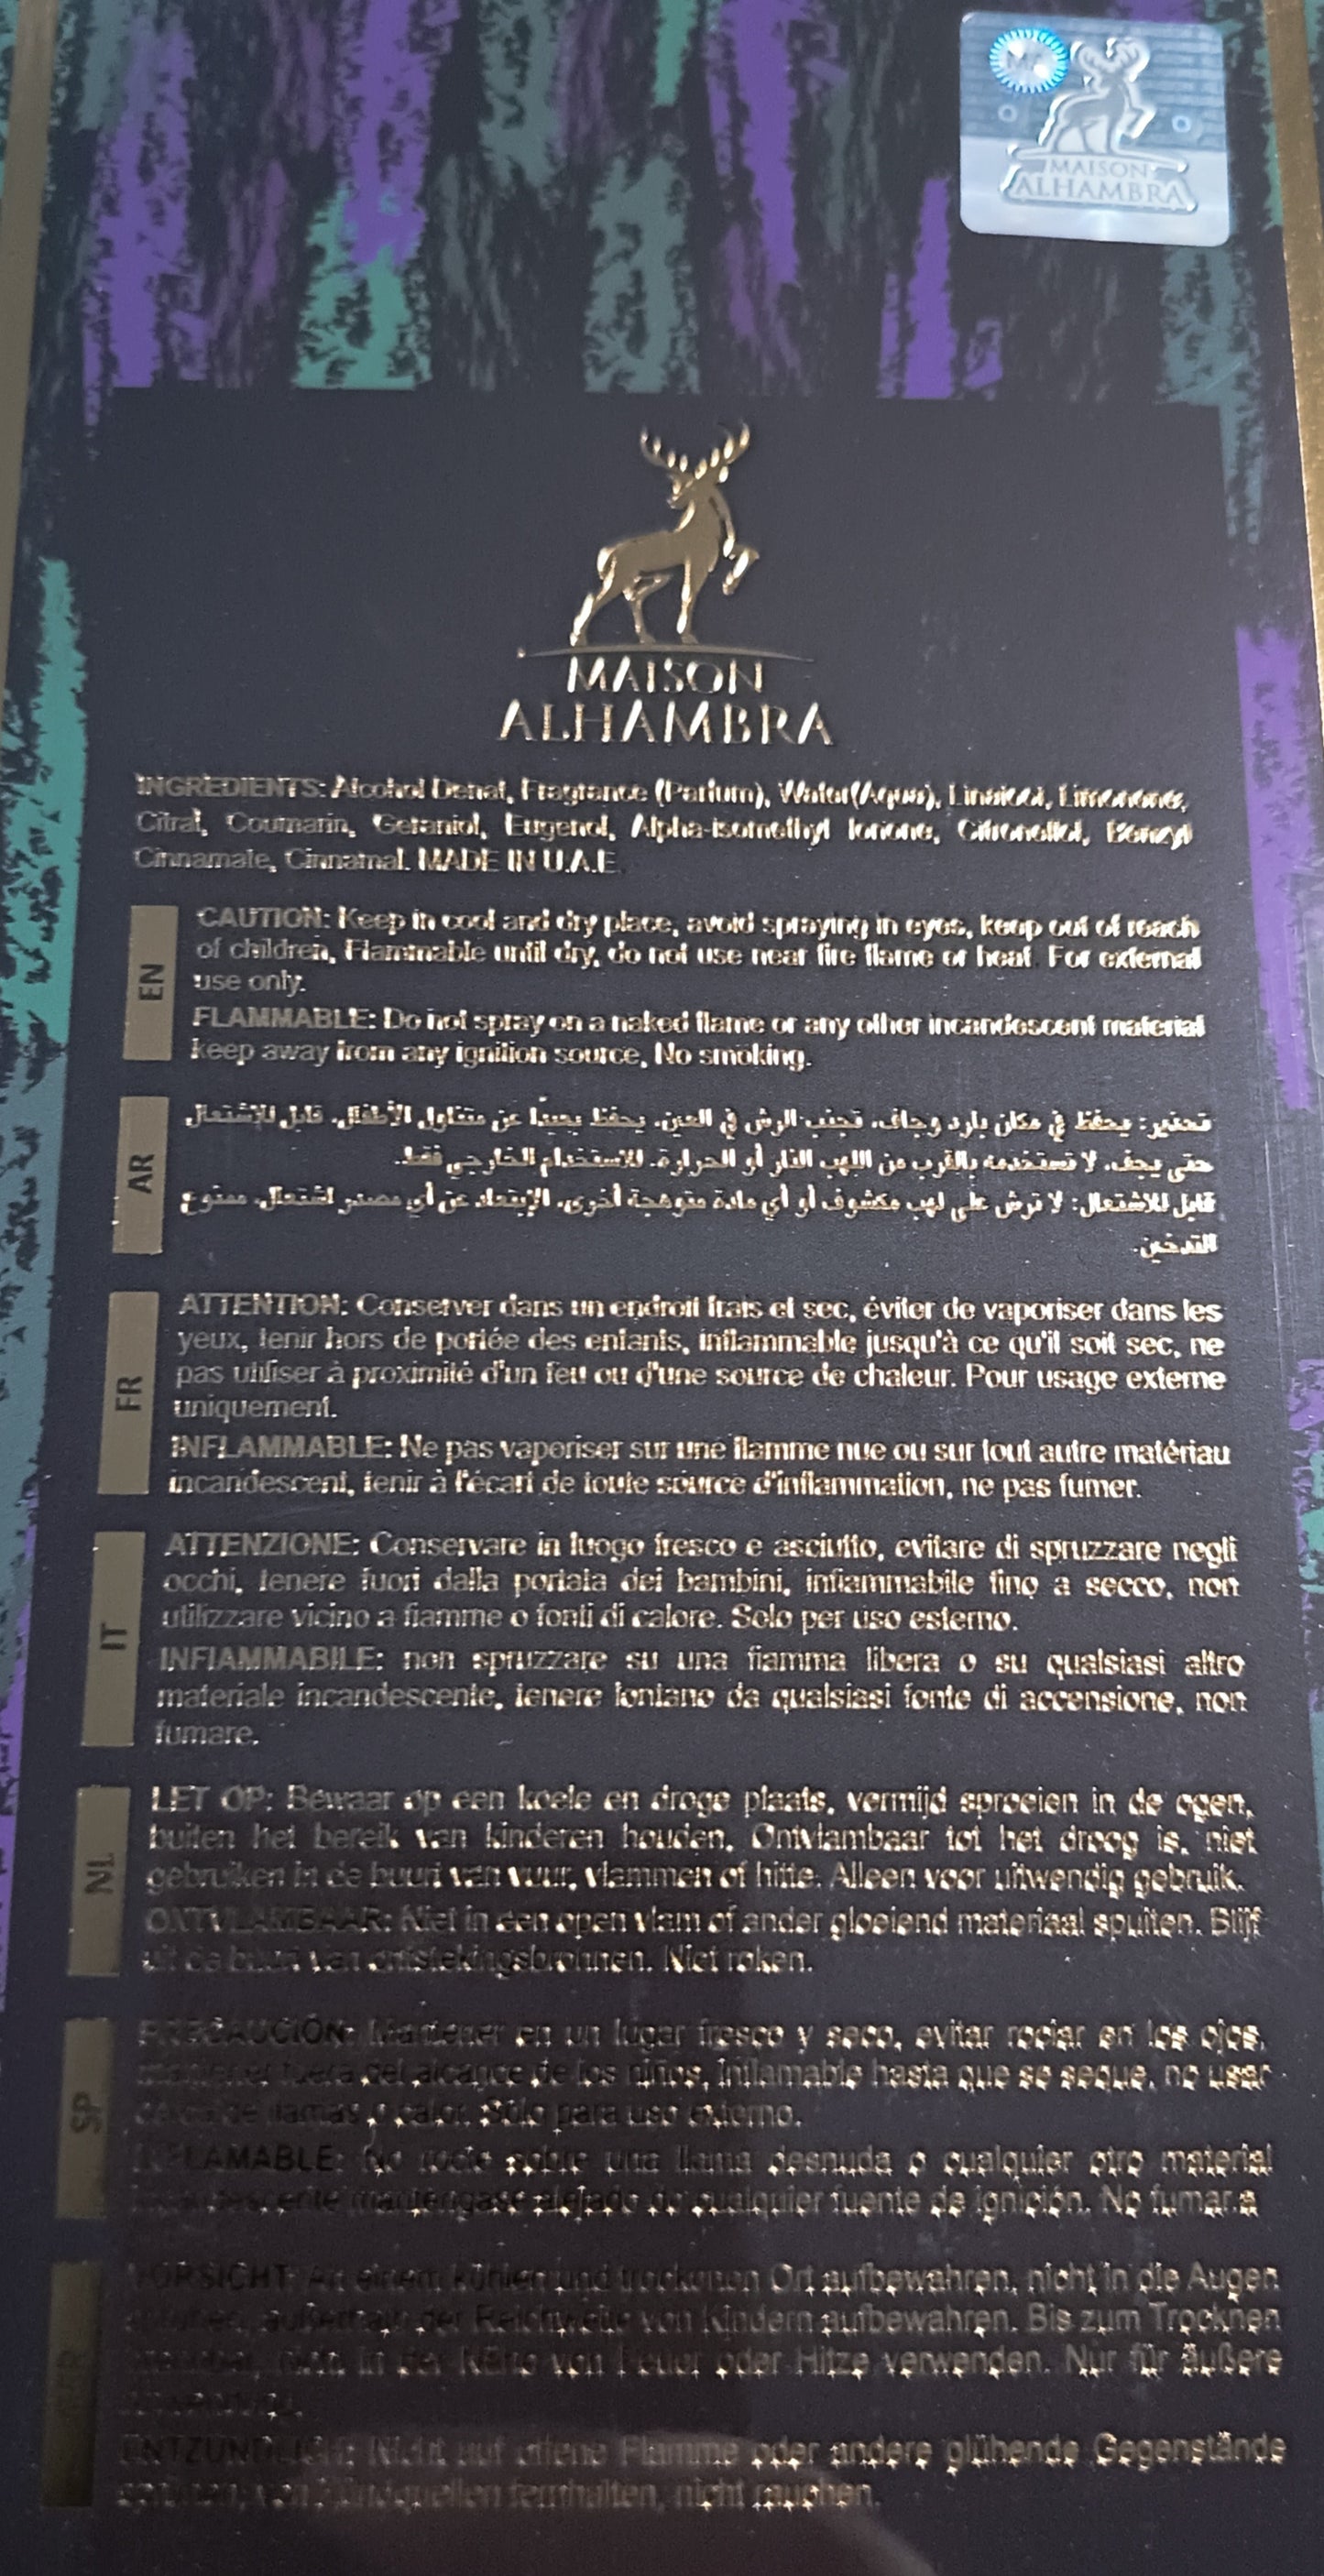 MAISON
ALHAMBRA
MAISON
ALHAMBRA
INGREDIENTS: Alcohol Denat, Fragrance (Parfum), Water(Aqua), Linalool, Limonene,
Citral, Coumarin, Geraniol, Eugenol, Alpha-isomethyl Ionone, Citronellol, Benzyl
Cinnamate, Cinnamal. MADE IN U.A.E.
EN
CAUTION: Keep in cool and dry place, avoid spraying in eyes, keep out of reach
of children, Flammable until dry, do not use near fire flame or heat. For external
use only.
FLAMMABLE: Do not spray on a naked flame or any other incandescent material
keep away from any ignition source, No smoking.
AR
تحذير: يحفظ في مكان بارد وجاف، تجنب الرش في العين، يحفظ بعيداً عن متناول الأطفال، قابل للإشتعال
حتى يجف، لا تستخدمه بالقرب من اللهب النار أو الحرارة. للاستخدام الخارجي فقط.
قابل للاشتعال: لا ترش على لهب مكشوف أو أي مادة متوهجة أخرى، الإبتعاد عن أي مصدر اشتعال، ممنوع
التدخين.
FR
ATTENTION: Conserver dans un endroit frais et sec, éviter de vaporiser dans les
yeux, tenir hors de portée des enfants, inflammable jusqu'à ce qu'il soit sec, ne
pas utiliser à proximité d'un feu ou d'une source de chaleur. Pour usage externe
uniquement.
INFLAMMABLE: Ne pas vaporiser sur une flamme nue ou sur tout autre matériau
incandescent, tenir à l'écart de toute source d'inflammation, ne pas fumer.
IT
ATTENZIONE: Conservare in luogo fresco e asciutto, evitare di spruzzare negli
occhi, tenere fuori dalla portata dei bambini, infiammabile fino a secco, non
utilizzare vicino a fiamme o fonti di calore. Solo per uso esterno.
INFIAMMABILE: non spruzzare su una fiamma libera o su qualsiasi altro
materiale incandescente, tenere lontano da qualsiasi fonte di accensione, non
fumare.
NL
LET OP: Bewaar op een koele en droge plaats, vermijd sproeien in de ogen,
buiten het bereik van kinderen houden, Ontvlambaar tot het droog is, niet
gebruiken in de buurt van vuur, vlammen of hitte. Alleen voor uitwendig gebruik.
ONTVLAMBAAR: Niet in een open vlam of ander gloeiend materiaal spuiten. Blijf
uit de buurt van ontstekingsbronnen. Niet roken.
SP
PRECAUCIÓN: Mantener en un lugar fresco y seco, evitar rociar en los ojos,
mantener fuera del alcance de los niños, Inflamable hasta que se seque, no usar
cerca de llamas o calor. Sólo para uso externo.
INFLAMABLE: No rocíe sobre una llama desnuda o cualquier otro material
incandescente mantengase alejado de cualquier fuente de ignición. No fumar.a
VORSICHT: An einem kühlen und trockenen Ort aufbewahren, nicht in die Augen
außerhalb der Reichweite von Kindern aufbewahren. Bis zum Trocknen
nicht in der Nähe von Feuer oder Hitze verwenden. Nur für äußere
ENTZÜNDLICH: Nicht auf offene Flamme oder andere glühende Gegenstände
von Zündquellen fernhalten, nicht rauchen.